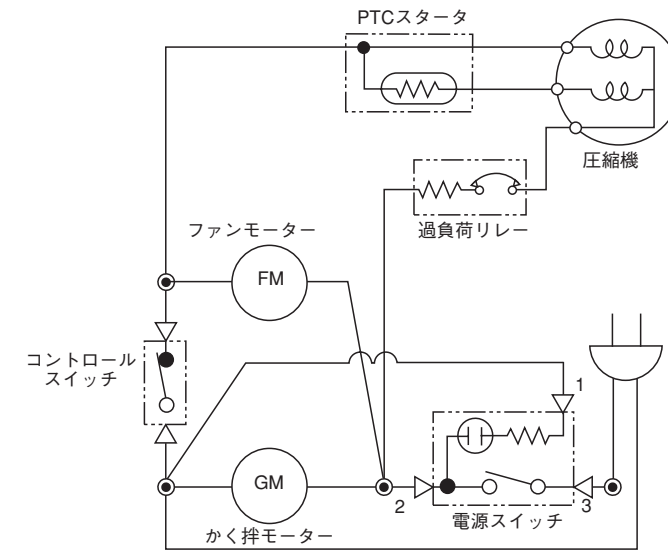 PTCスタータ
圧縮機
過負荷リレー
ファンモーター
FM
コントロール
スイッチ
1
GM
2
3
電源スイッチ
かく拌モーター